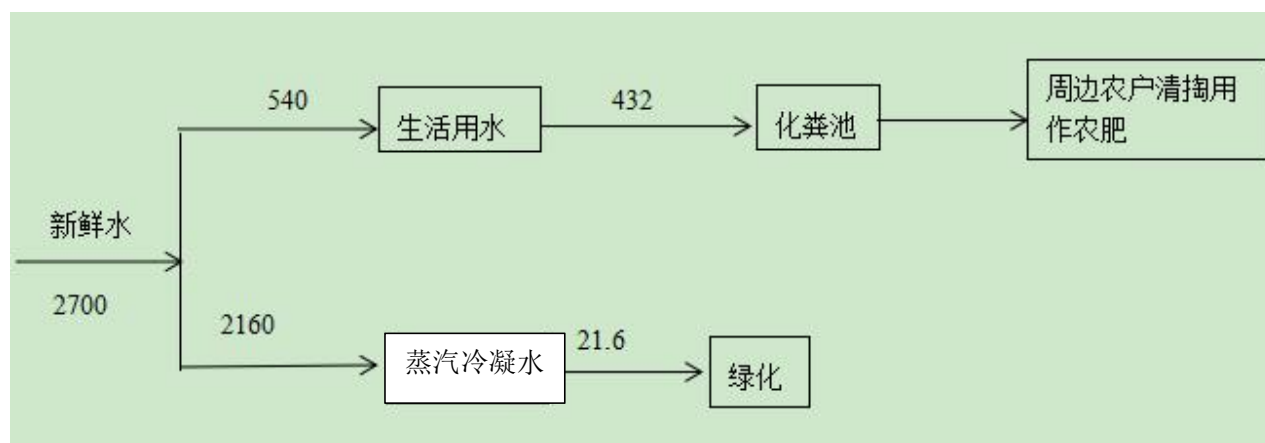 540
生活用水
432
化粪池
周边农户清掏用
作农肥
新鲜水
2700
2160
蒸汽冷凝水
21.6
绿化